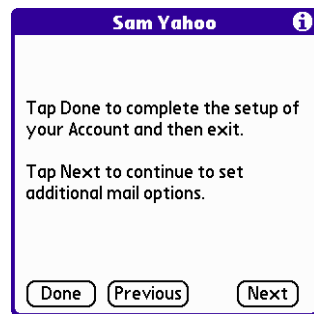 Sam Yahoo
Tap Done to complete the setup of
your Account and then exit.
Tap Next to continue to set
additional mail options.
Done Previous Next